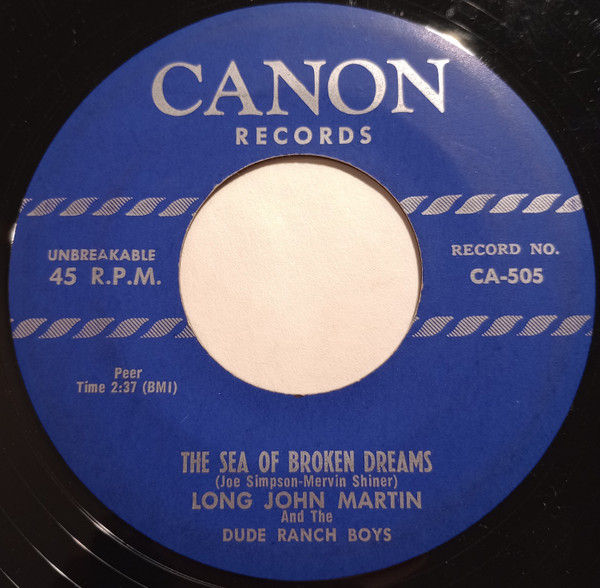 CANON
RECORDS
UNBREAKABLE
45 R.P.M.
RECORD NO.
CA-505
Peer
Time 2:37 (BMI)
THE SEA OF BROKEN DREAMS
(Joe Simpson-Mervin Shiner)
LONG JOHN MARTIN
And The
DUDE RANCH BOYS